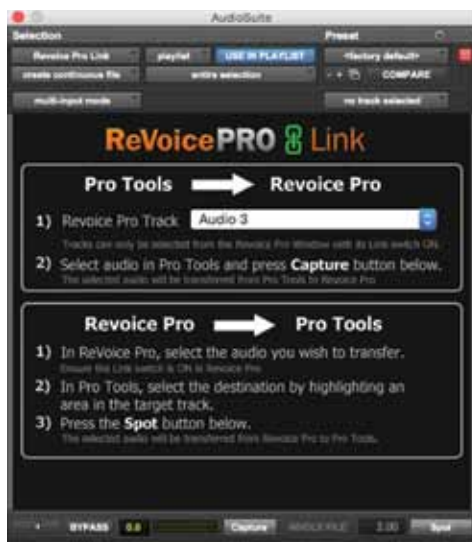 AudioSuite
Selection
Preset
Revoice Pro Link
playlist
USE IN PLAYLIST
<factory default>
create continuous file
entire selection
- +
COMPARE
multi-input mode
no track selected
ReVoicePRO Link
Pro Tools
Revoice Pro
1) Revoice Pro Track
Audio 3
Tracks can only be selected from the Revoice Pro Window with its Link switch ON.
2) Select audio in Pro Tools and press Capture button below.
The selected audio will be transferred from Pro Tools to Revoice Pro.
Revoice Pro
Pro Tools
1) In ReVoice Pro, select the audio you wish to transfer.
Ensure the Link switch is ON in Revoice Pro
2) In Pro Tools, select the destination by highlighting an
area in the target track.
3) Press the Spot button below.
The selected audio will be transferred from Revoice Pro to Pro Tools.
BYPASS
0.0
Capture
WHOLE FILE
2.00
Spot